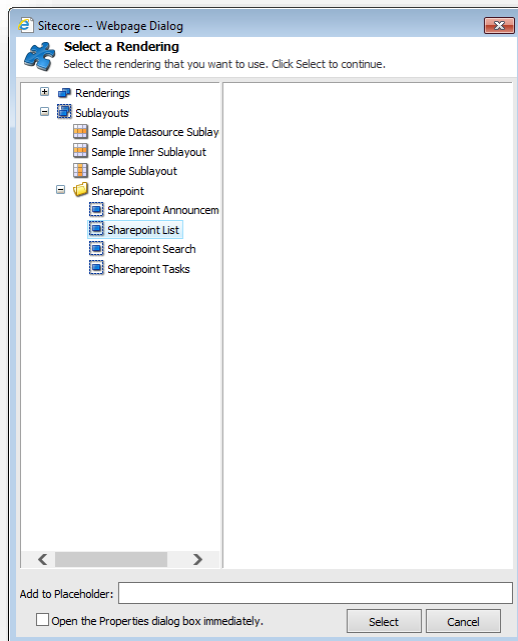 Sitecore -- Webpage Dialog
Select a Rendering
Select the rendering that you want to use. Click Select to continue.
Renderings
Sublayouts
Sample Datasource Sublay
Sample Inner Sublayout
Sample Sublayout
Sharepoint
Sharepoint Announcem
Sharepoint List
Sharepoint Search
Sharepoint Tasks
Add to Placeholder:
Open the Properties dialog box immediately.
Select
Cancel